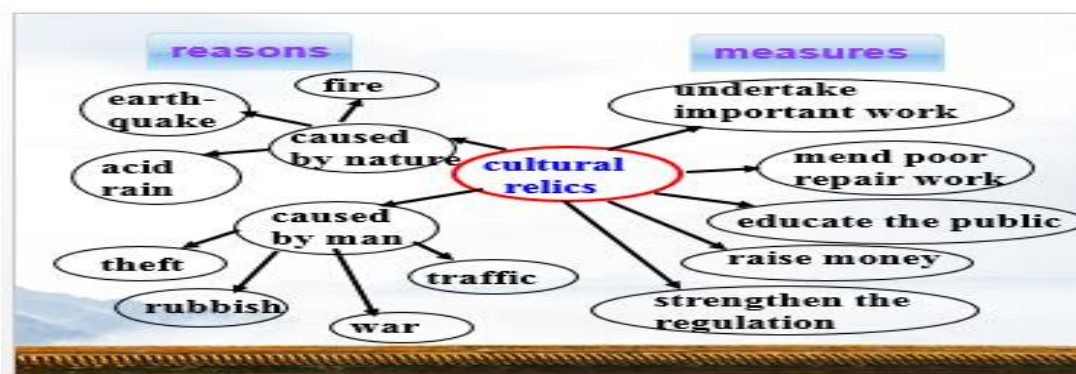 reasons
measures
fire
earth-
quake
caused
by nature
acid
rain
cultural
relics
caused
by man
theft
rubbish
war
traffic
undertake
important work
mend poor
repair work
educate the public
raise money
strengthen the
regulation